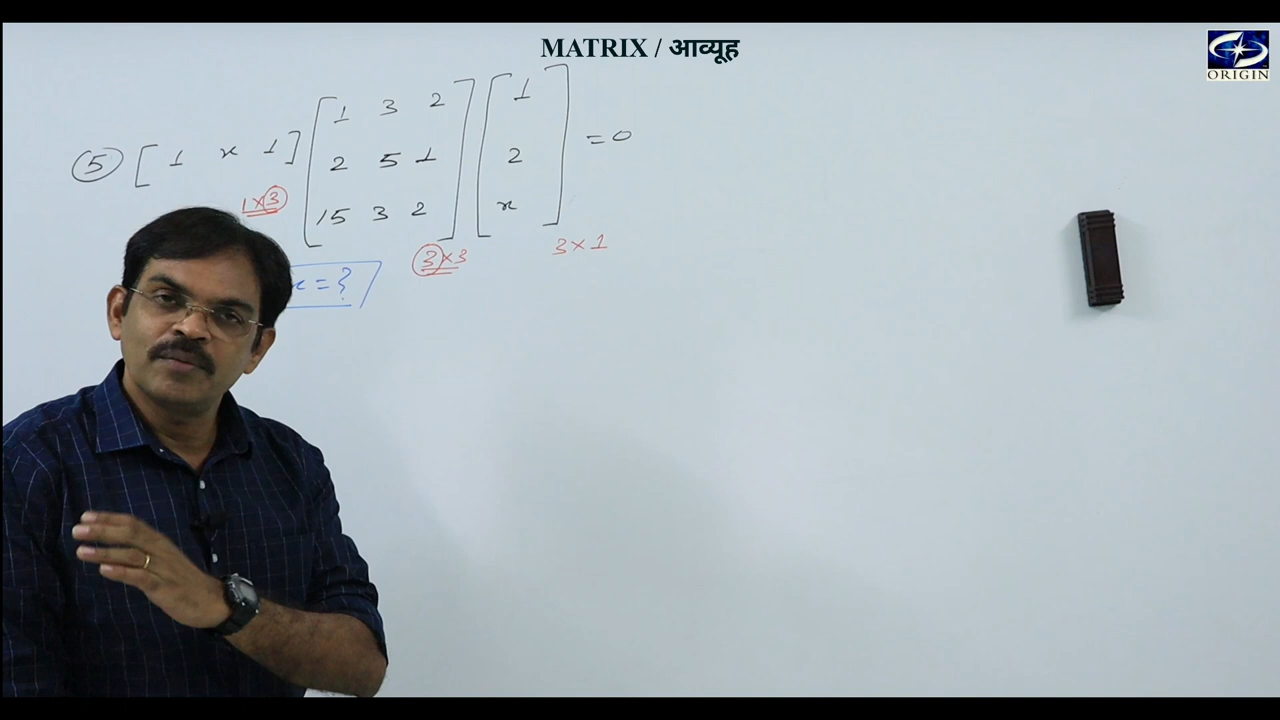 MATRIX / आव्यूह
ORIGIN
⑤ [ 1 x 1 ] [ 1 3 2 ] [ 1 ] = 0
2 5 1 2
15 3 2 x
1×3
3×3 3×1
x = ?